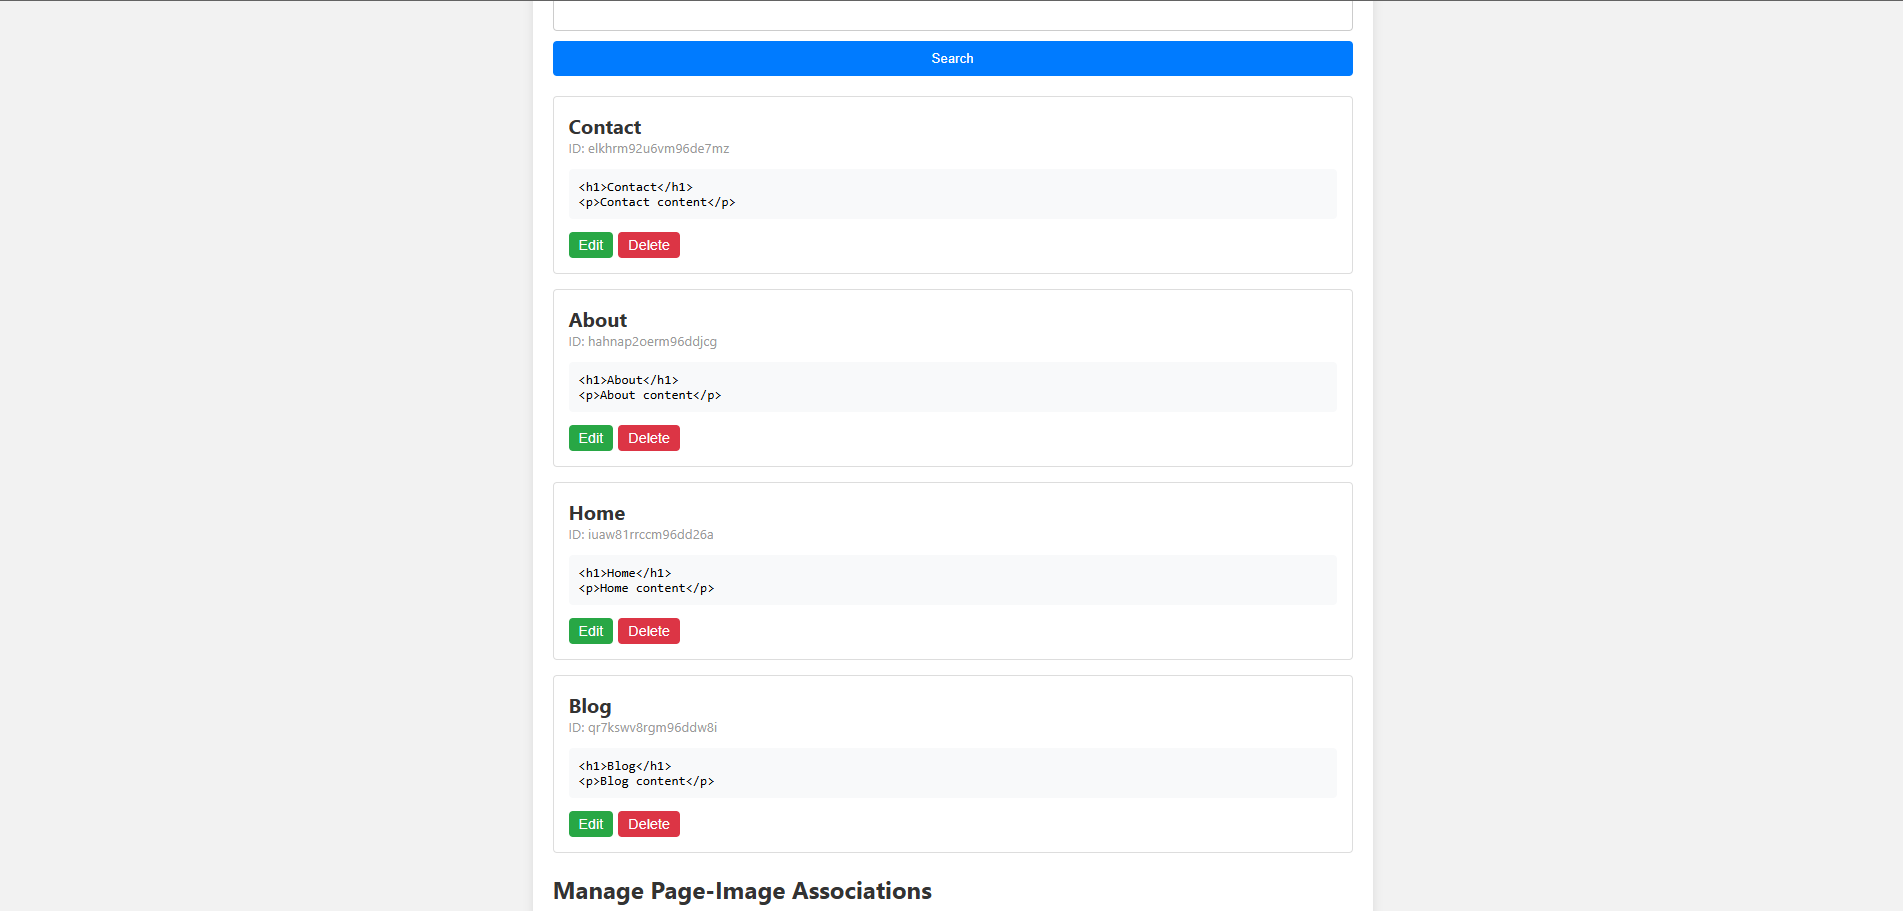 Search
Contact
ID: elkhrm92u6vm96de7mz
<h1>Contact</h1>
<p>Contact content</p>
Edit Delete
About
ID: hahnap2oerm96ddjcg
<h1>About</h1>
<p>About content</p>
Edit Delete
Home
ID: iuaw81rrccm96dd26a
<h1>Home</h1>
<p>Home content</p>
Edit Delete
Blog
ID: qr7kswv8rgm96ddw8i
<h1>Blog</h1>
<p>Blog content</p>
Edit Delete
Manage Page-Image Associations